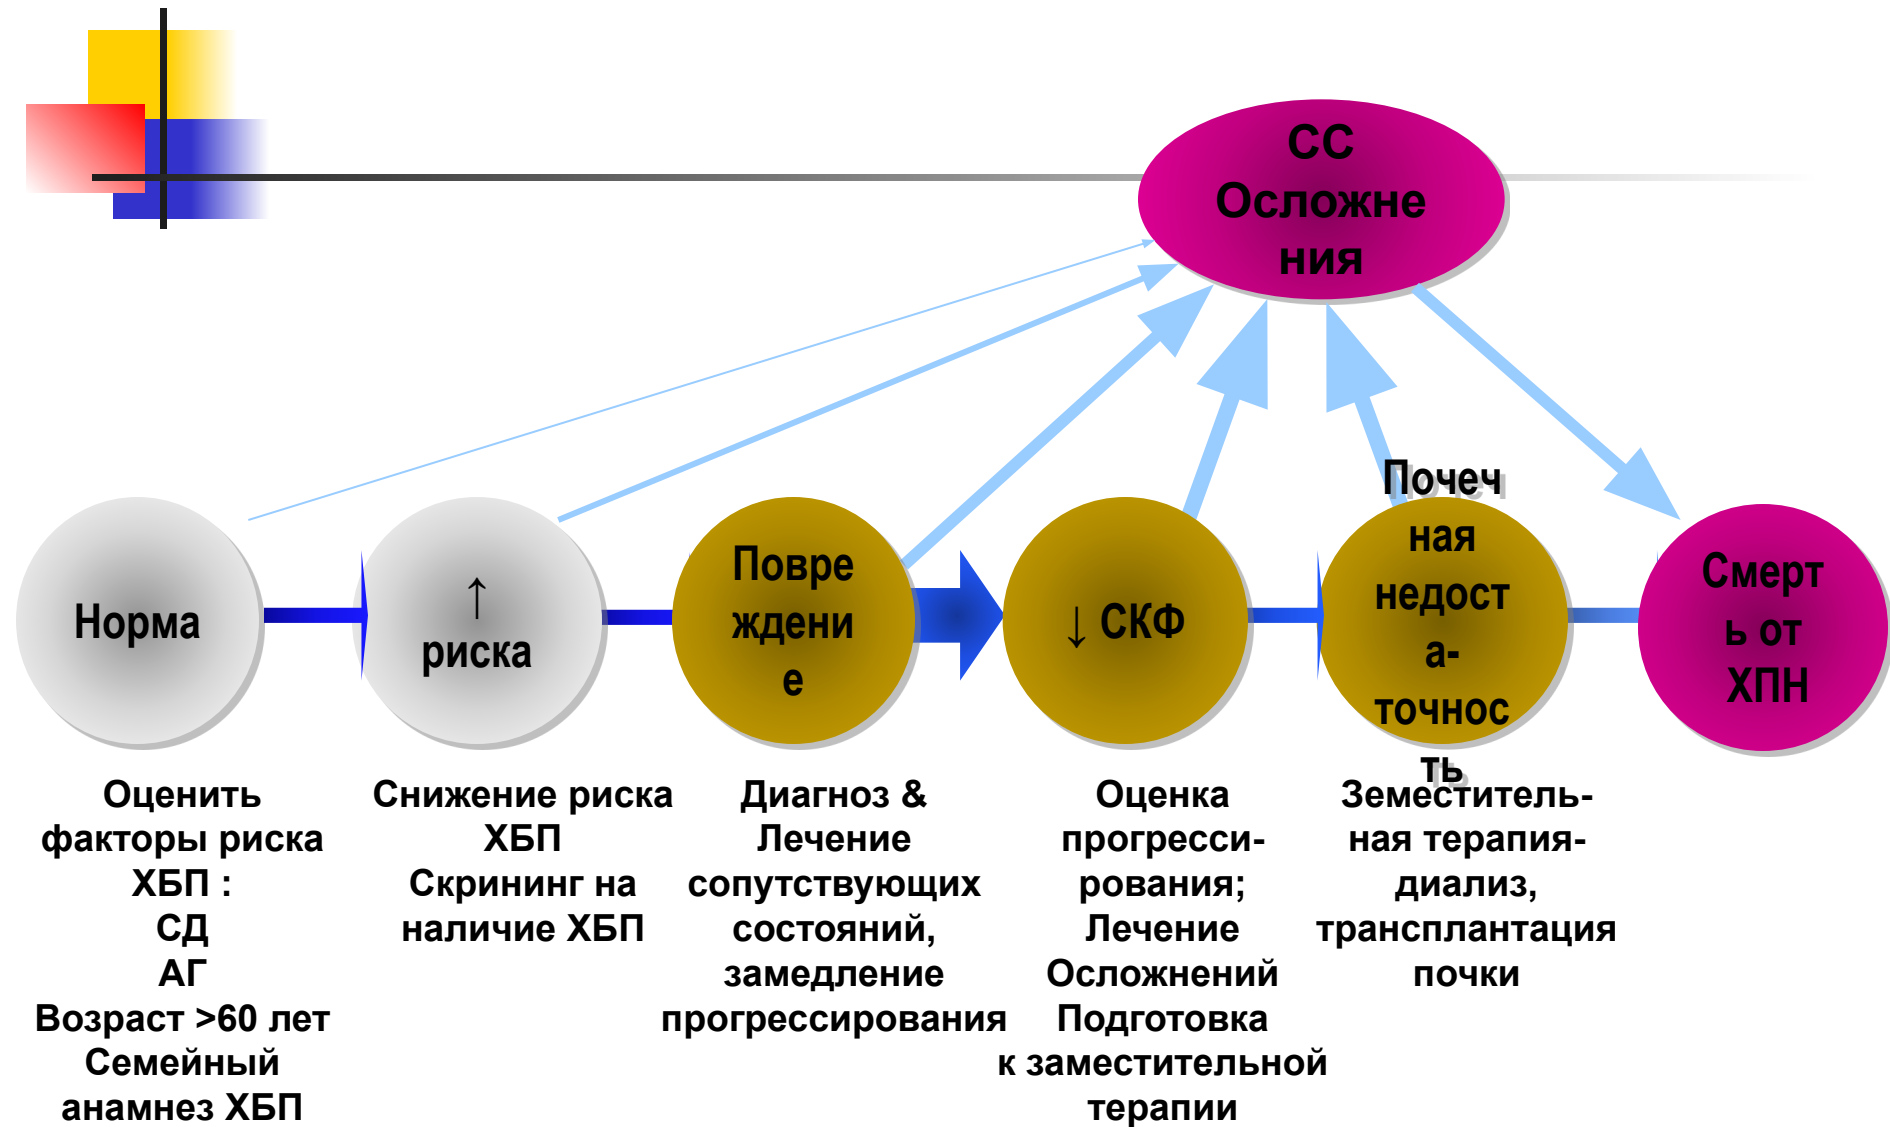 СС
Осложне
ния
Норма
↑
риска
Повре
ждени
е
↓ СКФ
Почеч
ная
недост
а-
точнос
ть
Смерт
ь от
ХПН
Оценить
факторы риска
ХБП :
СД
АГ
Возраст >60 лет
Семейный
анамнез ХБП
Снижение риска
ХБП
Скрининг на
наличие ХБП
Диагноз &
Лечение
сопутствующих
состояний,
замедление
прогрессирования
Оценка
прогресси-
рования;
Лечение
Осложнений
Подготовка
к заместительной
терапии
Земеститель-
ная терапия-
диализ,
трансплантация
почки